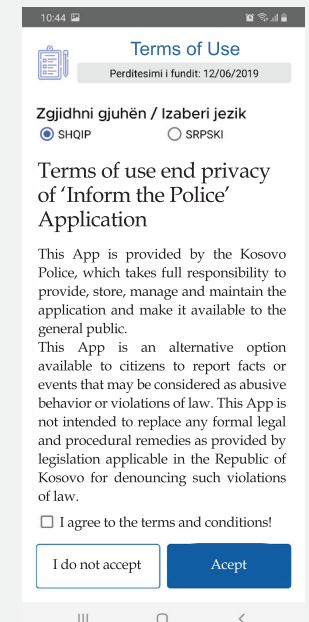 10:44
Terms of Use
Perditesimi i fundit: 12/06/2019
Zgjidhni gjuhën / Izaberi jezik
SHQIP
SRPSKI
Terms of use end privacy
of ‘Inform the Police’
Application
This App is provided by the Kosovo
Police, which takes full responsibility to
provide, store, manage and maintain the
application and make it available to the
general public.
This App is an alternative option
available to citizens to report facts or
events that may be considered as abusive
behavior or violations of law. This App is
not intended to replace any formal legal
and procedural remedies as provided by
legislation applicable in the Republic of
Kosovo for denouncing such violations
of law.
I agree to the terms and conditions!
I do not accept
Acept